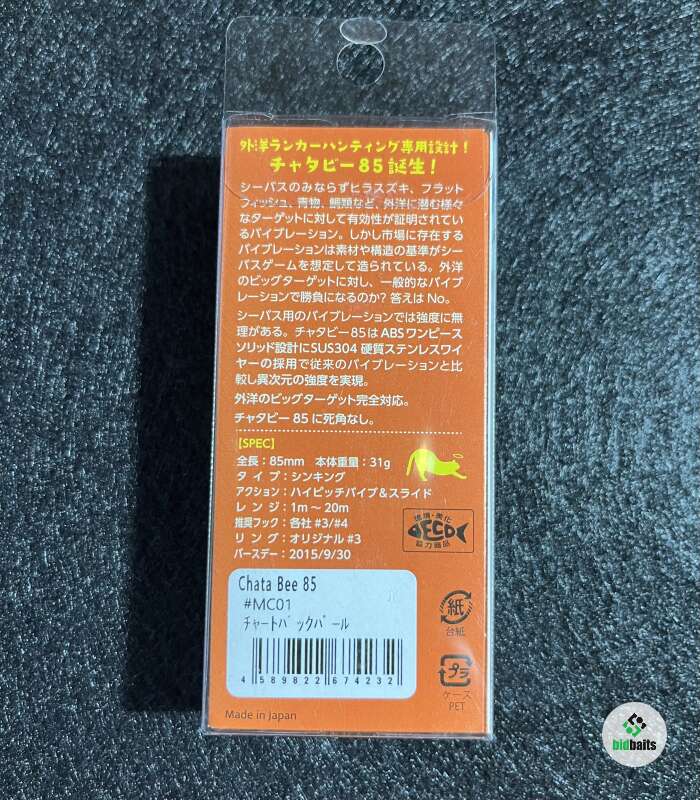 外洋ランカーハンティング専用設計！
チャタビー85誕生！
シーバスのみならずヒラスズキ、フラット
フィッシュ、青物、鯛類など、外洋に潜む様々
なターゲットに対して有効性が証明されてい
るバイブレーション。しかし市場に存在する
バイブレーションは素材や構造の基準がシー
バスゲームを想定して造られている。外洋
のビッグターゲットに対し、一般的なバイブ
レーションで勝負になるのか？答えはNo。
シーバス用のバイブレーションでは強度に無
理がある。チャタビー85はABSワンピース
ソリッド設計にSUS304硬質ステンレスワイ
ヤーの採用で従来のバイブレーションと比
較し異次元の強度を実現。
外洋のビッグターゲット完全対応。
チャタビー85に死角なし。
【SPEC】
全長：85mm 本体重量：31g
タイプ：シンキング
アクション：ハイピッチバイブ＆スライド
レンジ：1m～20m
推奨フック：各社#3/#4
リング：オリジナル#3
バースデー：2015/9/30
環境・美化
ECO
協力商品
Chata Bee 85
#MC01
チャートバックパール
4 589822 674232
紙
台紙
プラ
ケース
PET
Made in Japan
bidbaits